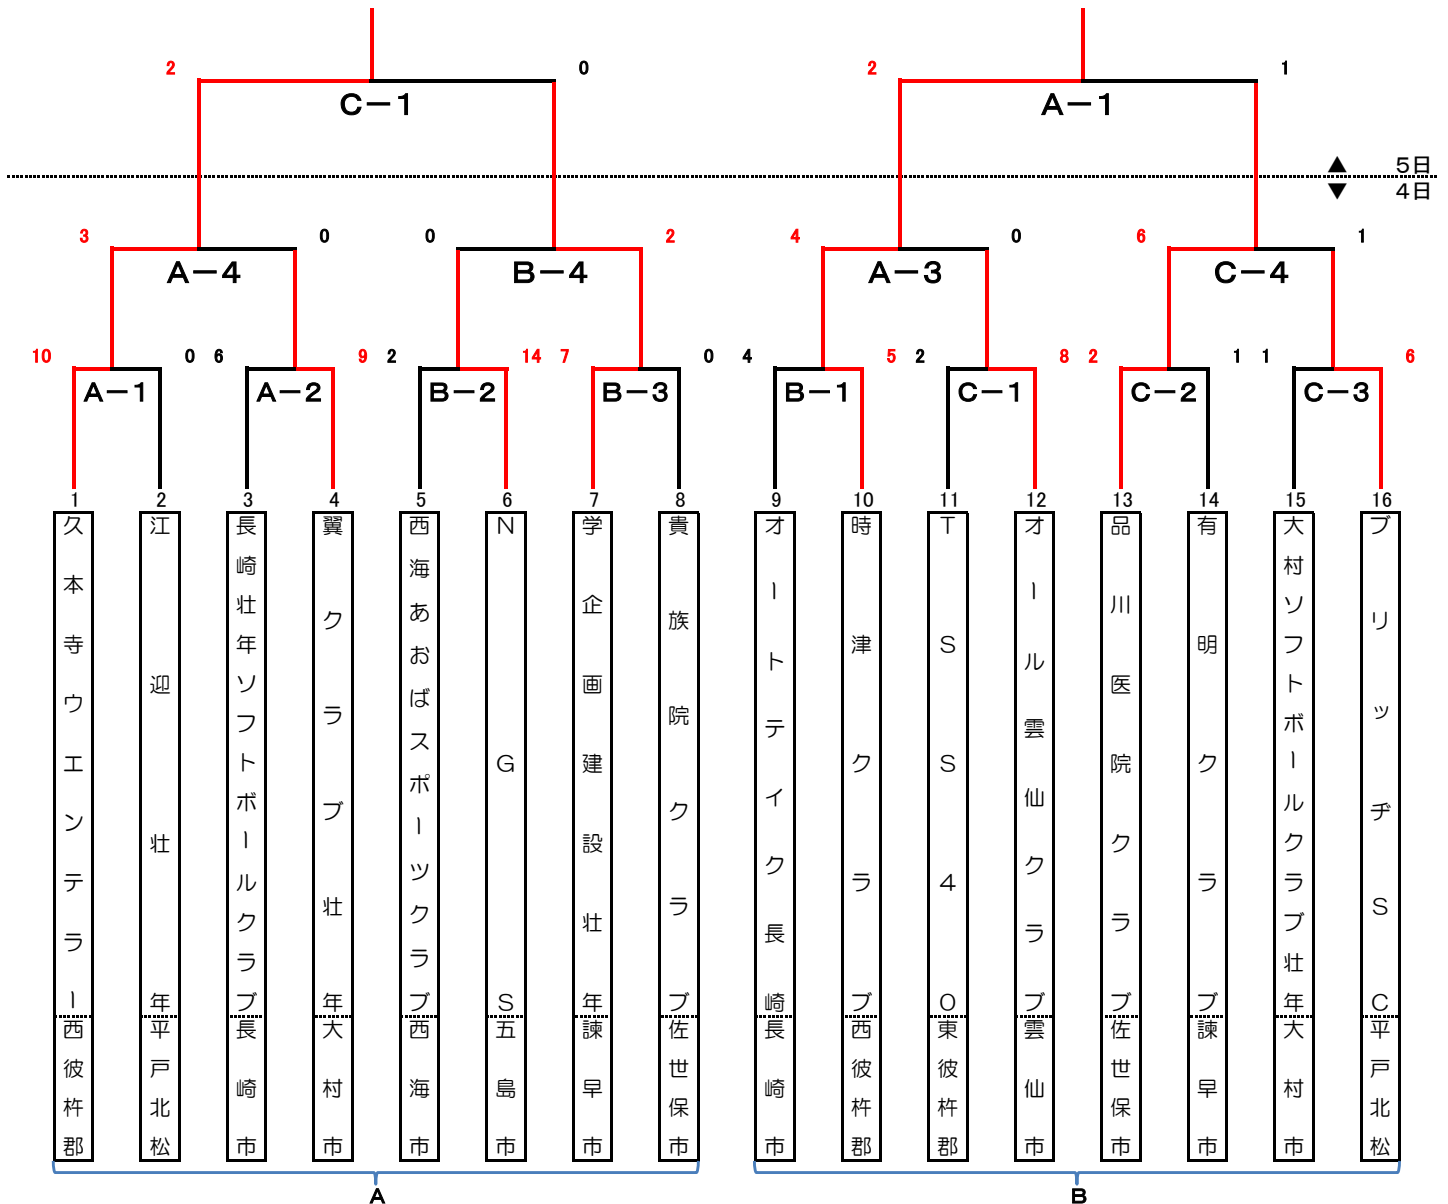 2 0 2 1
C－1 A－1
▲ 5日
▼ 4日
3 0 0 2 4 0 6 1
A－4 B－4 A－3 C－4
10 0 6 9 2 14 7 0 4 5 2 8 2 1 1 6
A－1 A－2 B－2 B－3 B－1 C－1 C－2 C－3
1 2 3 4 5 6 7 8 9 10 11 12 13 14 15 16
久本寺ウエンテラー
江迎壮年
長崎壮年ソフトボールクラブ
翼クラブ壮年
西海あおばスポーツクラブ
NGS
学企画建設壮年
貴族院クラブ
オートテイク長崎
時津クラブ
TSS40
オール雲仙クラブ
品川医院クラブ
有明クラブ
大村ソフトボールクラブ壮年
ブリッヂSC
西彼杵郡
平戸北松
長崎市
大村市
西海市
五島市
諫早市
佐世保市
長崎市
西彼杵郡
東彼杵郡
雲仙市
佐世保市
諫早市
大村市
平戸北松
A B